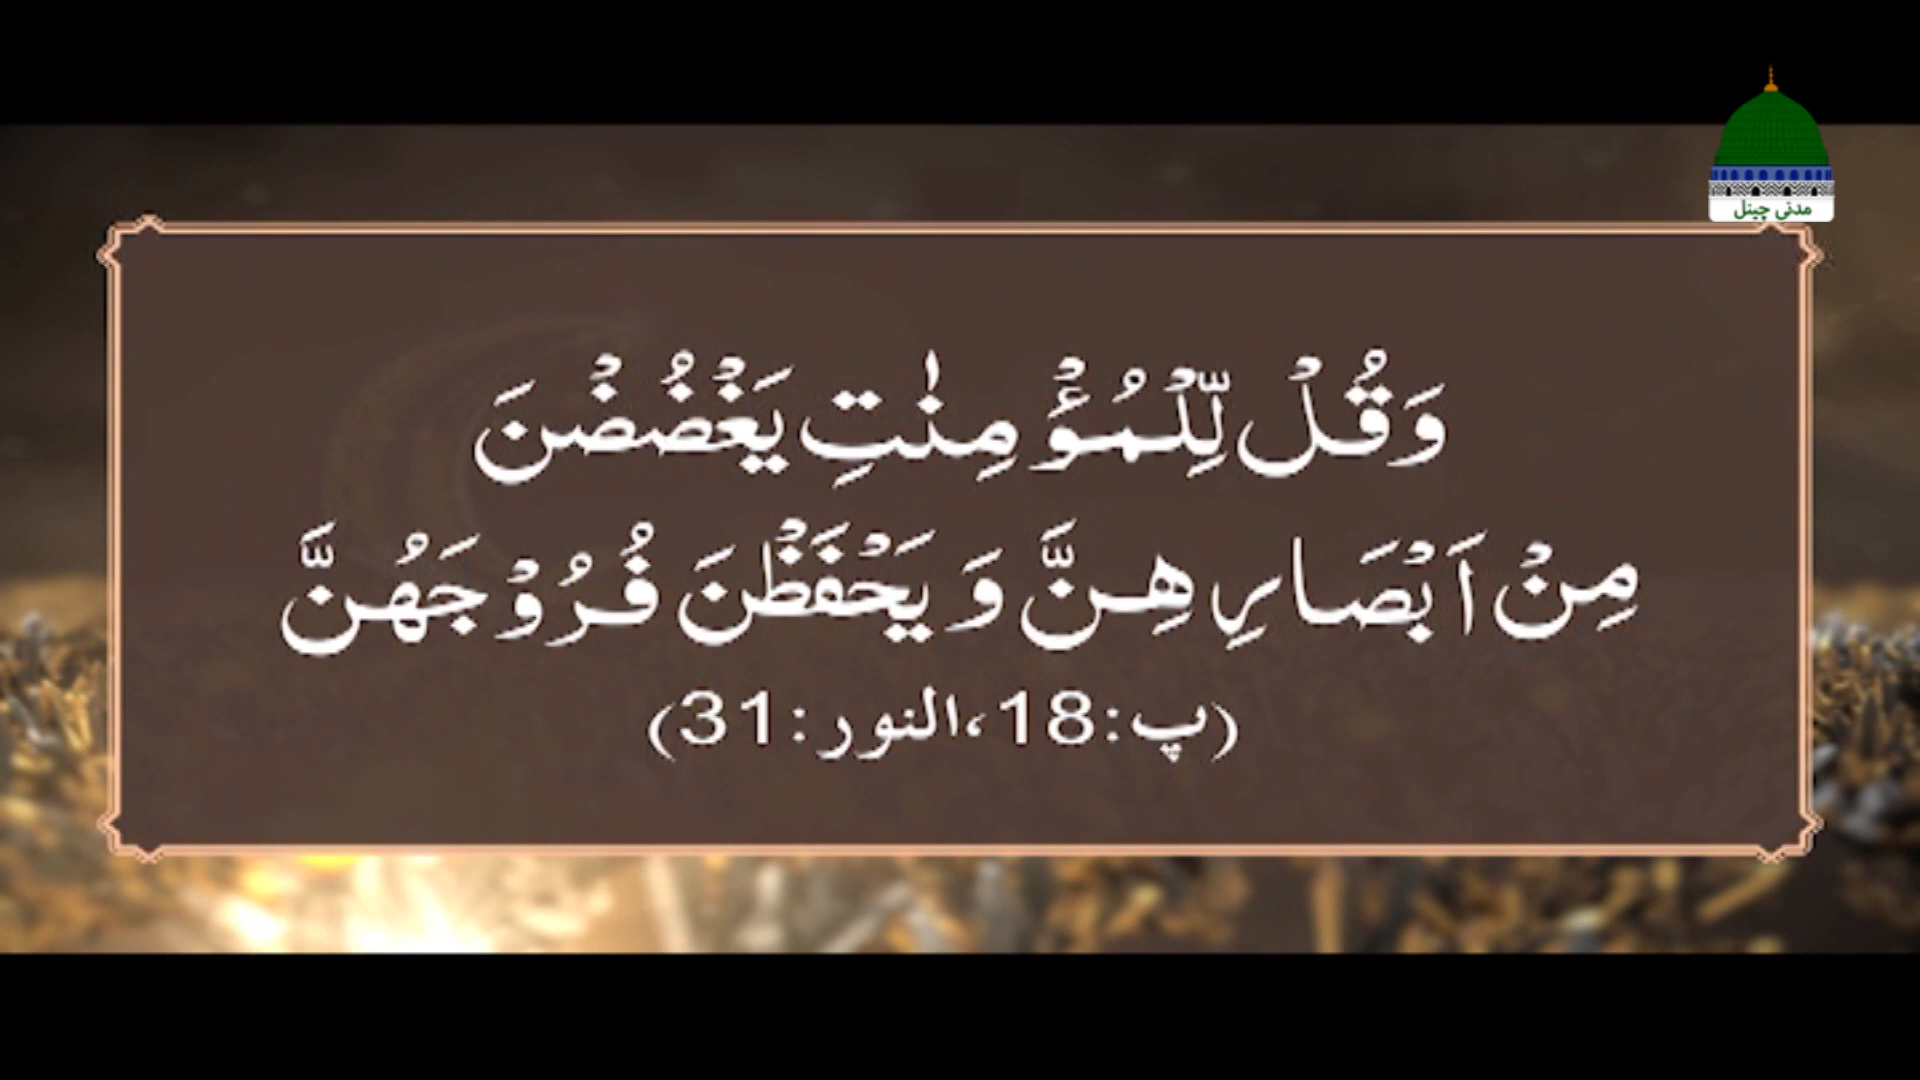 مدنی چینل
وَقُلْ لِّلْمُؤْمِنٰتِ یَغْضُضْنَ
مِنْ اَبْصَارِهِنَّ وَ یَحْفَظْنَ فُرُوْجَهُنَّ
(پ:18،النور:31)